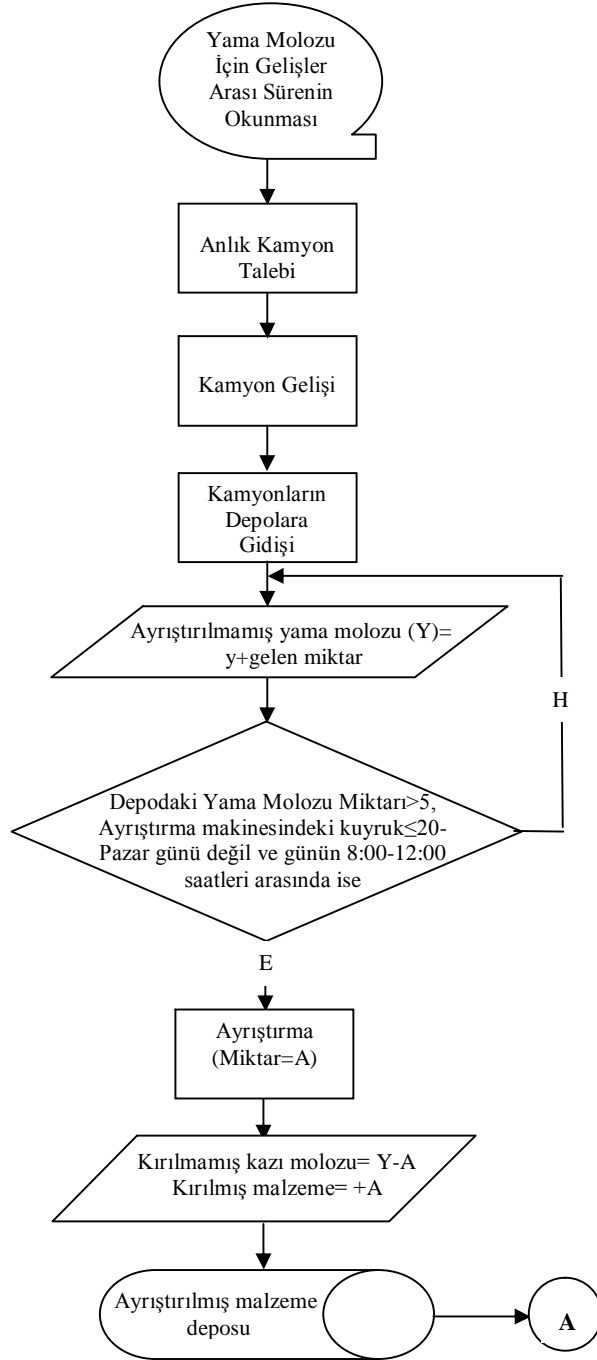 Yama Molozu
İçin Gelişler
Arası Sürenin
Okunması
Anlık Kamyon
Talebi
Kamyon Gelişi
Kamyonların
Depolara
Gidişi
Ayrıştırılmamış yama molozu (Y)=
y+gelen miktar
H
Depodaki Yama Molozu Miktarı>5,
Ayrıştırma makinesindeki kuyruk≤20-
Pazar günü değil ve günün 8:00-12:00
saatleri arasında ise
E
Ayrıştırma
(Miktar=A)
Kırılmamış kazı molozu= Y-A
Kırılmış malzeme= +A
Ayrıştırılmış malzeme
deposu
A